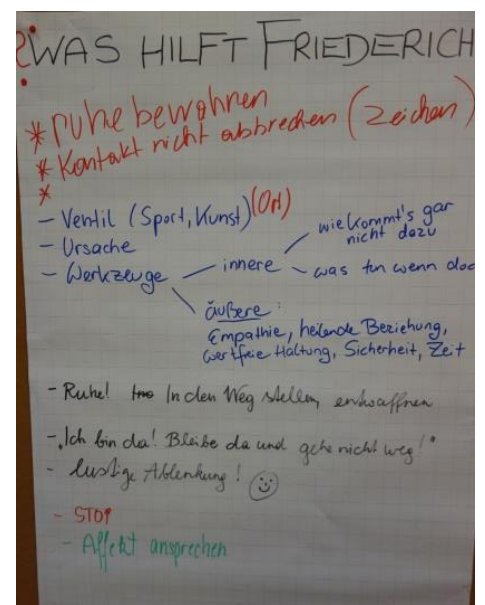 ?WAS HILFT FRIEDERICH
* Ruhe bewahren
* Kontakt nicht abbrechen (Zeichen)
*
- Ventil (Sport, Kunst) (Ort)
- Ursache
- Werkzeuge - innere - wie kommt's gar
nicht dazu
- was tun wenn doch
äußere:
Empathie, heilende Beziehung,
wertfreie Haltung, Sicherheit, Zeit
- Ruhe! In den Weg stellen, entwaffnen
- "Ich bin da! Bleibe da und gehe nicht weg!"
- lustige Ablenkung! ☺
- STOP
- Affekt ansprechen